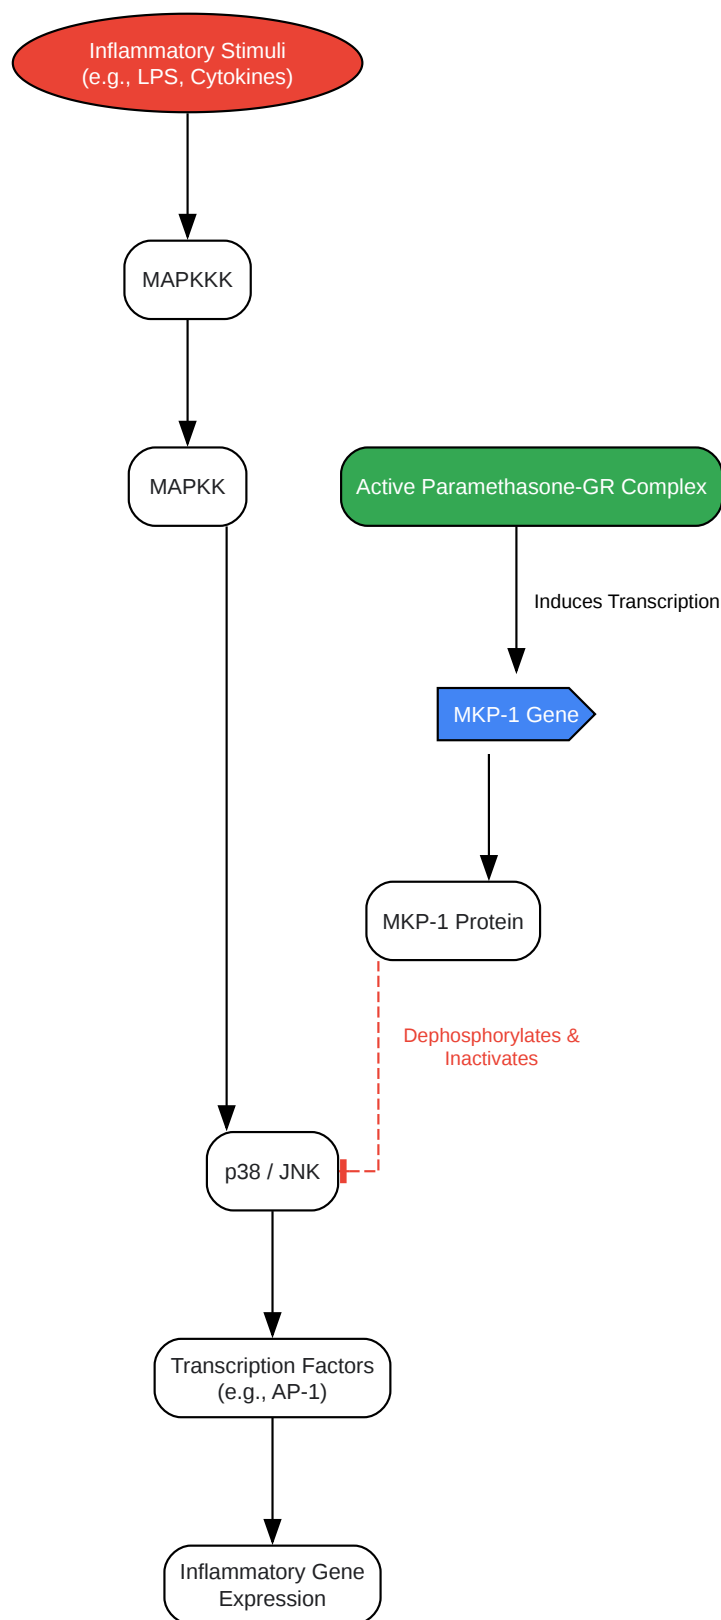 Inflammatory Stimuli
(e.g., LPS, Cytokines)
MAPKKK
MAPKK
Active Paramethasone-GR Complex
Induces Transcription
MKP-1 Gene
MKP-1 Protein
Dephosphorylates &
Inactivates
p38 / JNK
Transcription Factors
(e.g., AP-1)
Inflammatory Gene
Expression